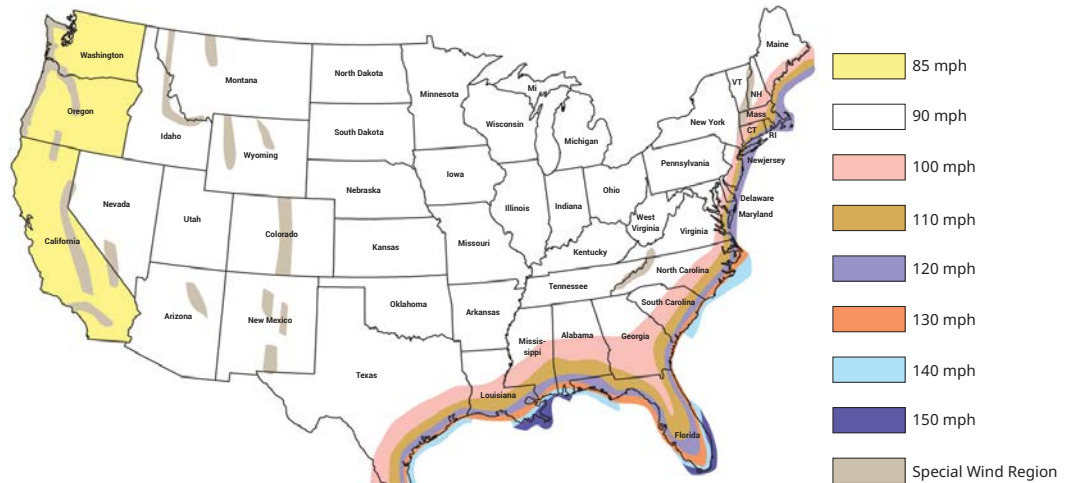 Washington
Oregon
California
Nevada
Idaho
Montana
Wyoming
Utah
Colorado
Arizona
New Mexico
North Dakota
South Dakota
Nebraska
Kansas
Oklahoma
Texas
Minnesota
Iowa
Missouri
Arkansas
Louisiana
Wisconsin
Mi
Michigan
Illinois
Indiana
Ohio
Kentucky
Tennessee
Missis-
sippi
Alabama
Georgia
Florida
South Carolina
North Carolina
Virginia
West
Virginia
Pennsylvania
New York
VT
NH
Maine
Mass
CT
RI
Newjersey
Delaware
Maryland
85 mph
90 mph
100 mph
110 mph
120 mph
130 mph
140 mph
150 mph
Special Wind Region